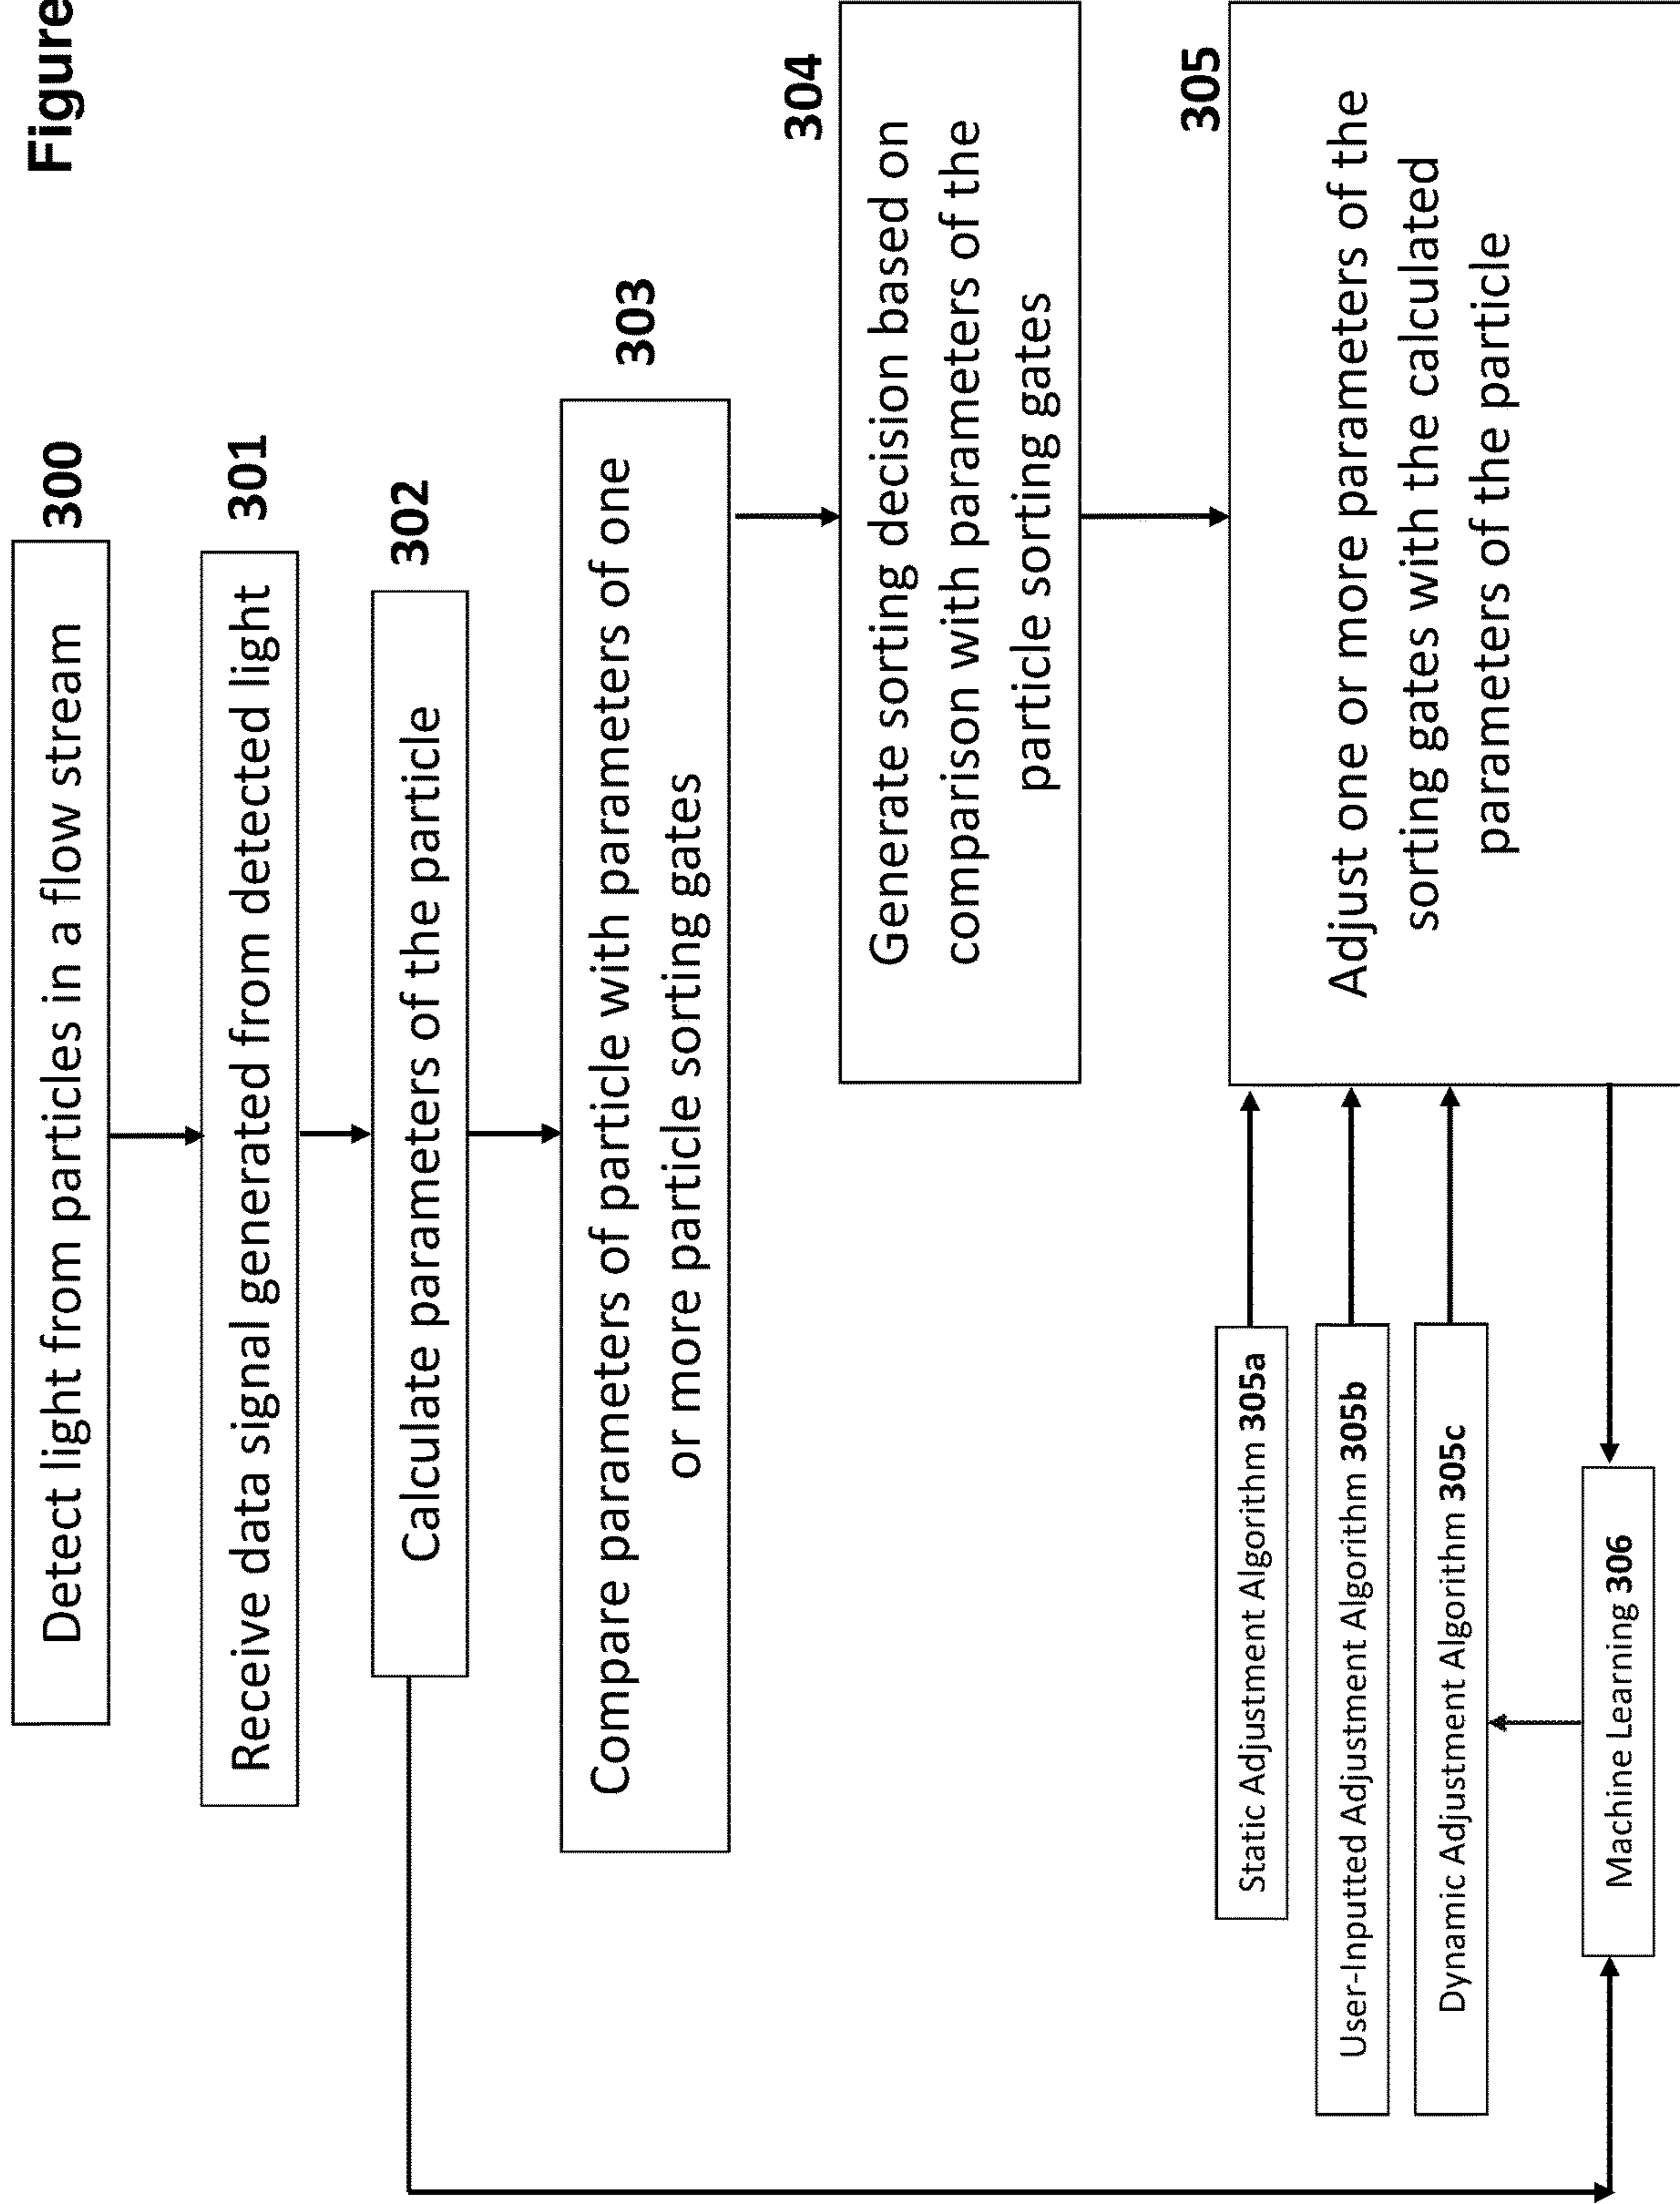 Figure
Detect light from particles in a flow stream
300
Receive data signal generated from detected light
301
Calculate parameters of the particle
302
Compare parameters of particle with parameters of one
or more particle sorting gates
303
304
Generate sorting decision based on
comparison with parameters of the
particle sorting gates
305
Adjust one or more parameters of the
sorting gates with the calculated
parameters of the particle
Static Adjustment Algorithm 305a
User-Inputted Adjustment Algorithm 305b
Dynamic Adjustment Algorithm 305c
Machine Learning 306